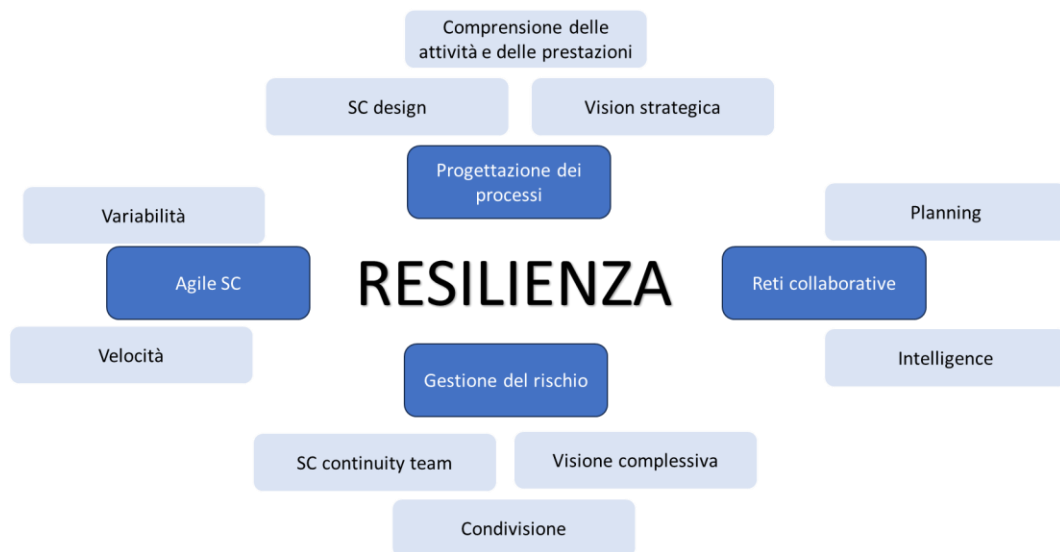 Comprensione delle
attività e delle prestazioni
SC design
Vision strategica
Progettazione dei
processi
Variabilità
Planning
Agile SC
RESILIENZA
Reti collaborative
Velocità
Intelligence
Gestione del rischio
SC continuity team
Visione complessiva
Condivisione